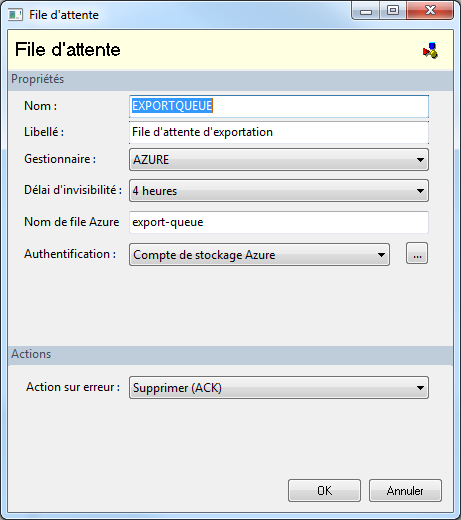 File d'attente
File d'attente
Propriétés
Nom : EXPORTQUEUE
Libellé : File d'attente d'exportation
Gestionnaire : AZURE
Délai d'invisibilité : 4 heures
Nom de file Azure export-queue
Authentification : Compte de stockage Azure ...
Actions
Action sur erreur : Supprimer (ACK)
OK Annuler